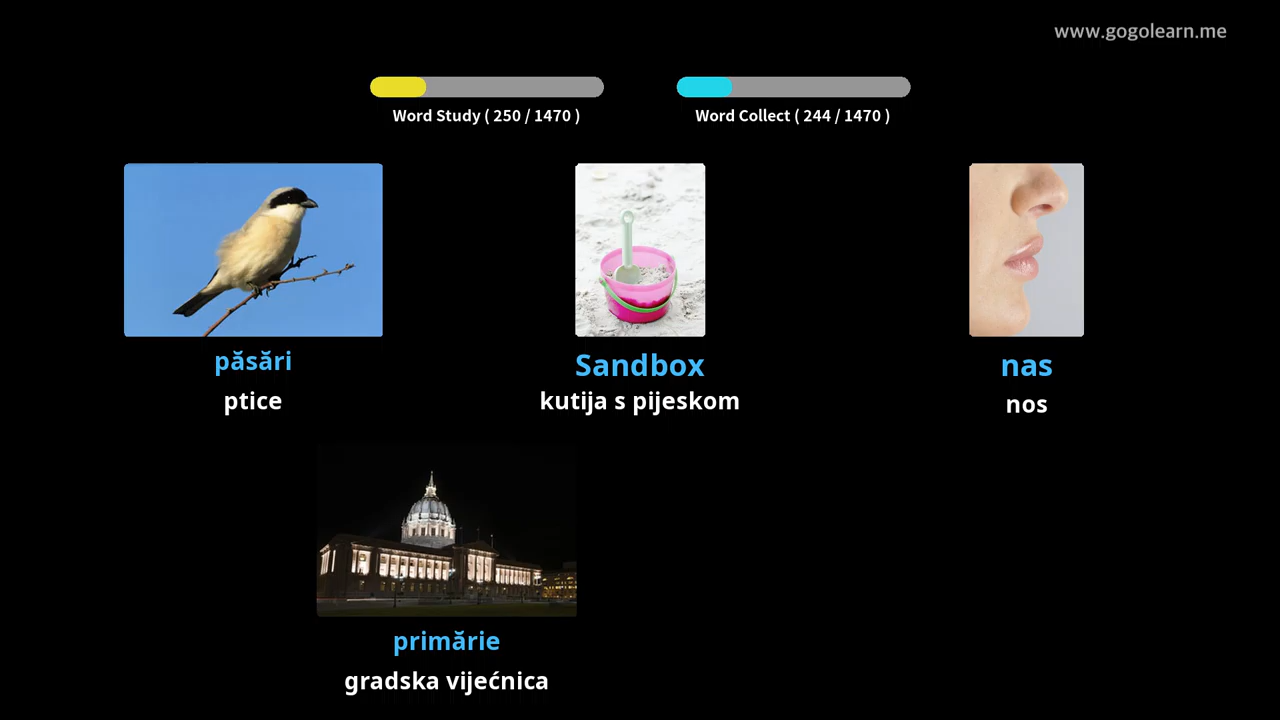 www.gogolearn.me
Word Study ( 250 / 1470 )
Word Collect ( 244 / 1470 )
păsări
ptice
Sandbox
kutija s pijeskom
nas
nos
primărie
gradska vijećnica